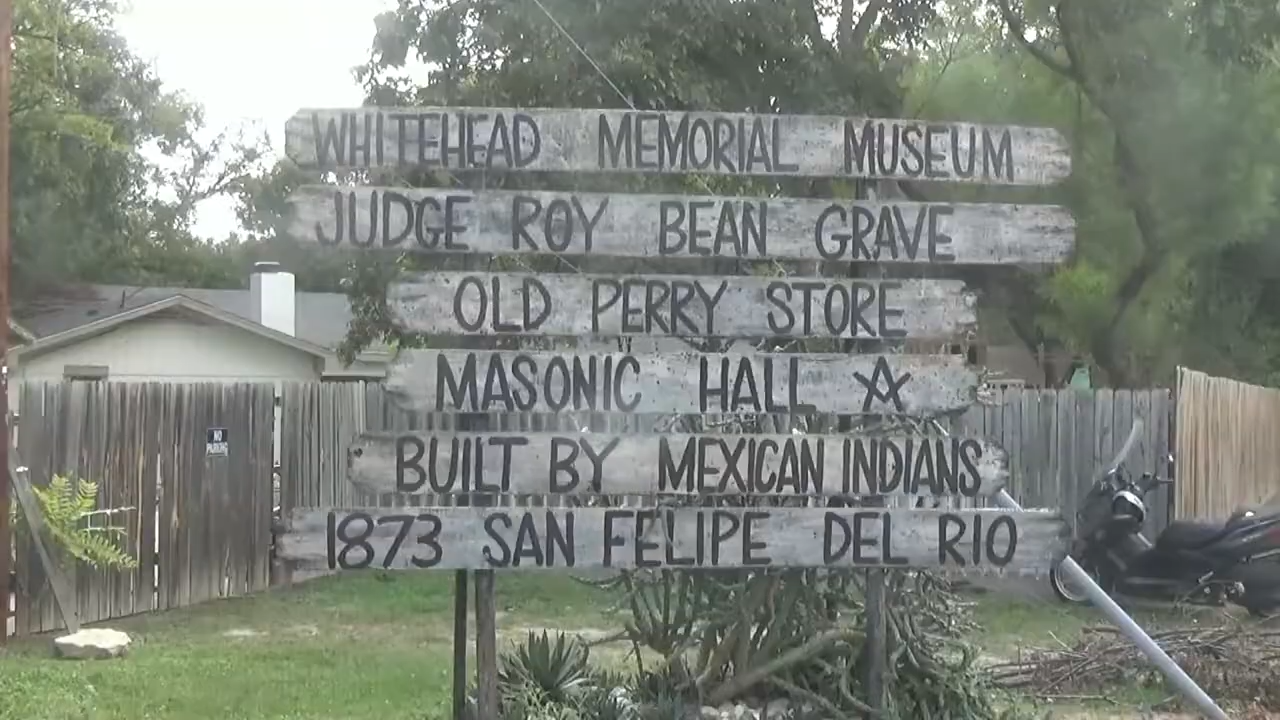 WHITEHEAD MEMORIAL MUSEUM
JUDGE ROY BEAN GRAVE
OLD PERRY STORE
MASONIC HALL
BUILT BY MEXICAN INDIANS
1873 SAN FELIPE DEL RIO
NO
PARKING